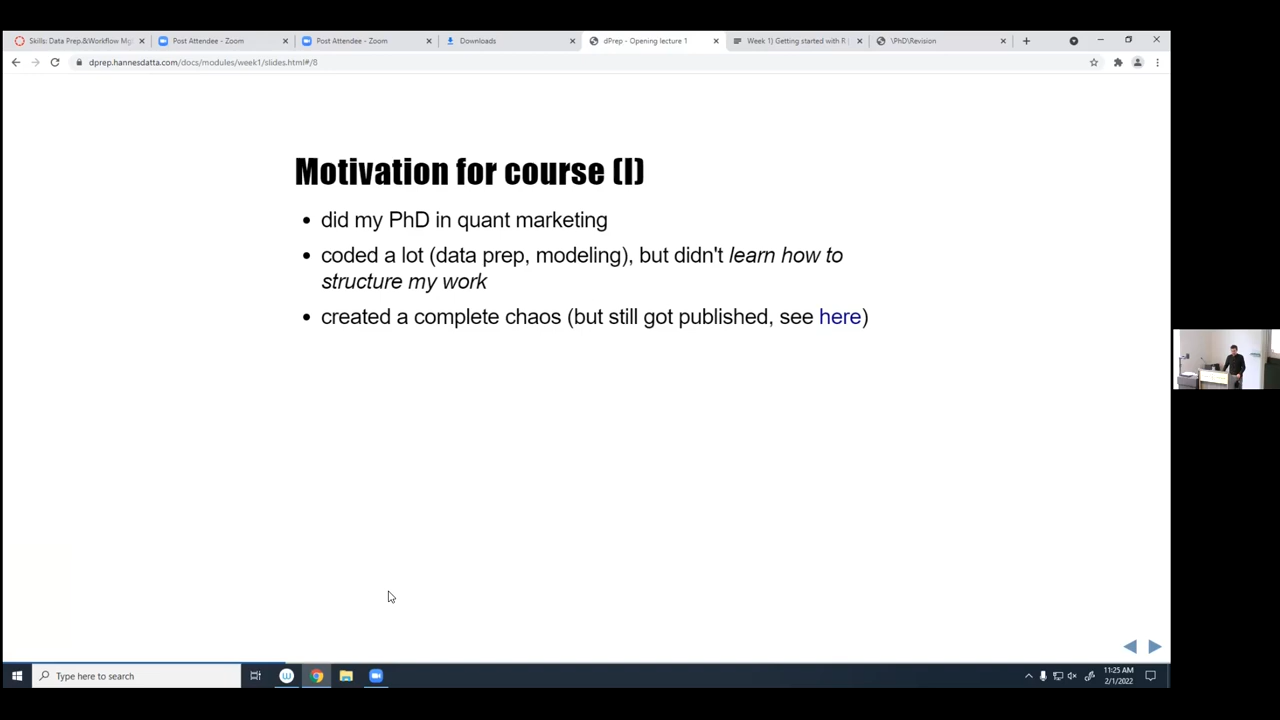 Skills: Data Prep.&Workflow Mg
Post Attendee - Zoom
Post Attendee - Zoom
Downloads
dPrep - Opening lecture 1
Week 1) Getting started with R
\PhD\Revision
dprep.hannesdatta.com/docs/modules/week1/slides.html#/8
Motivation for course (I)
did my PhD in quant marketing
coded a lot (data prep, modeling), but didn't learn how to
structure my work
created a complete chaos (but still got published, see here)
Type here to search
11:25 AM
2/1/2022